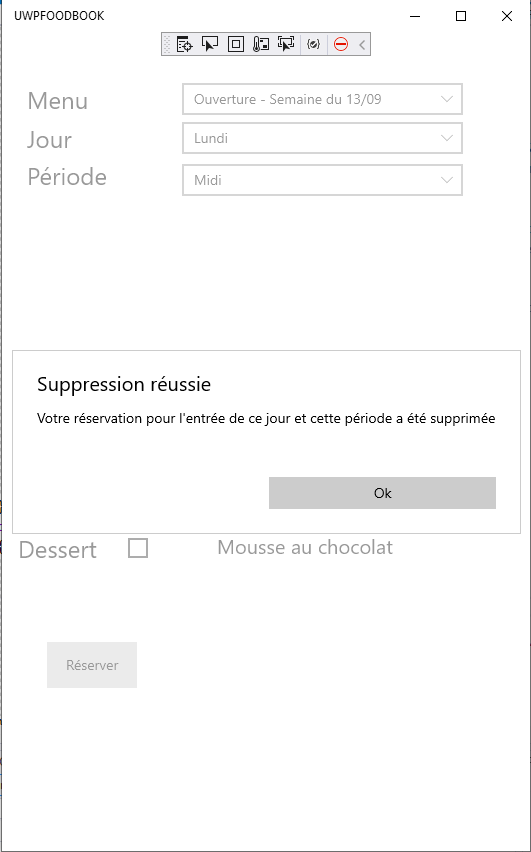 UWPFOODBOOK
Menu
Ouverture - Semaine du 13/09
Jour
Lundi
Période
Midi
Suppression réussie
Votre réservation pour l'entrée de ce jour et cette période a été supprimée
Ok
Dessert
Mousse au chocolat
Réserver